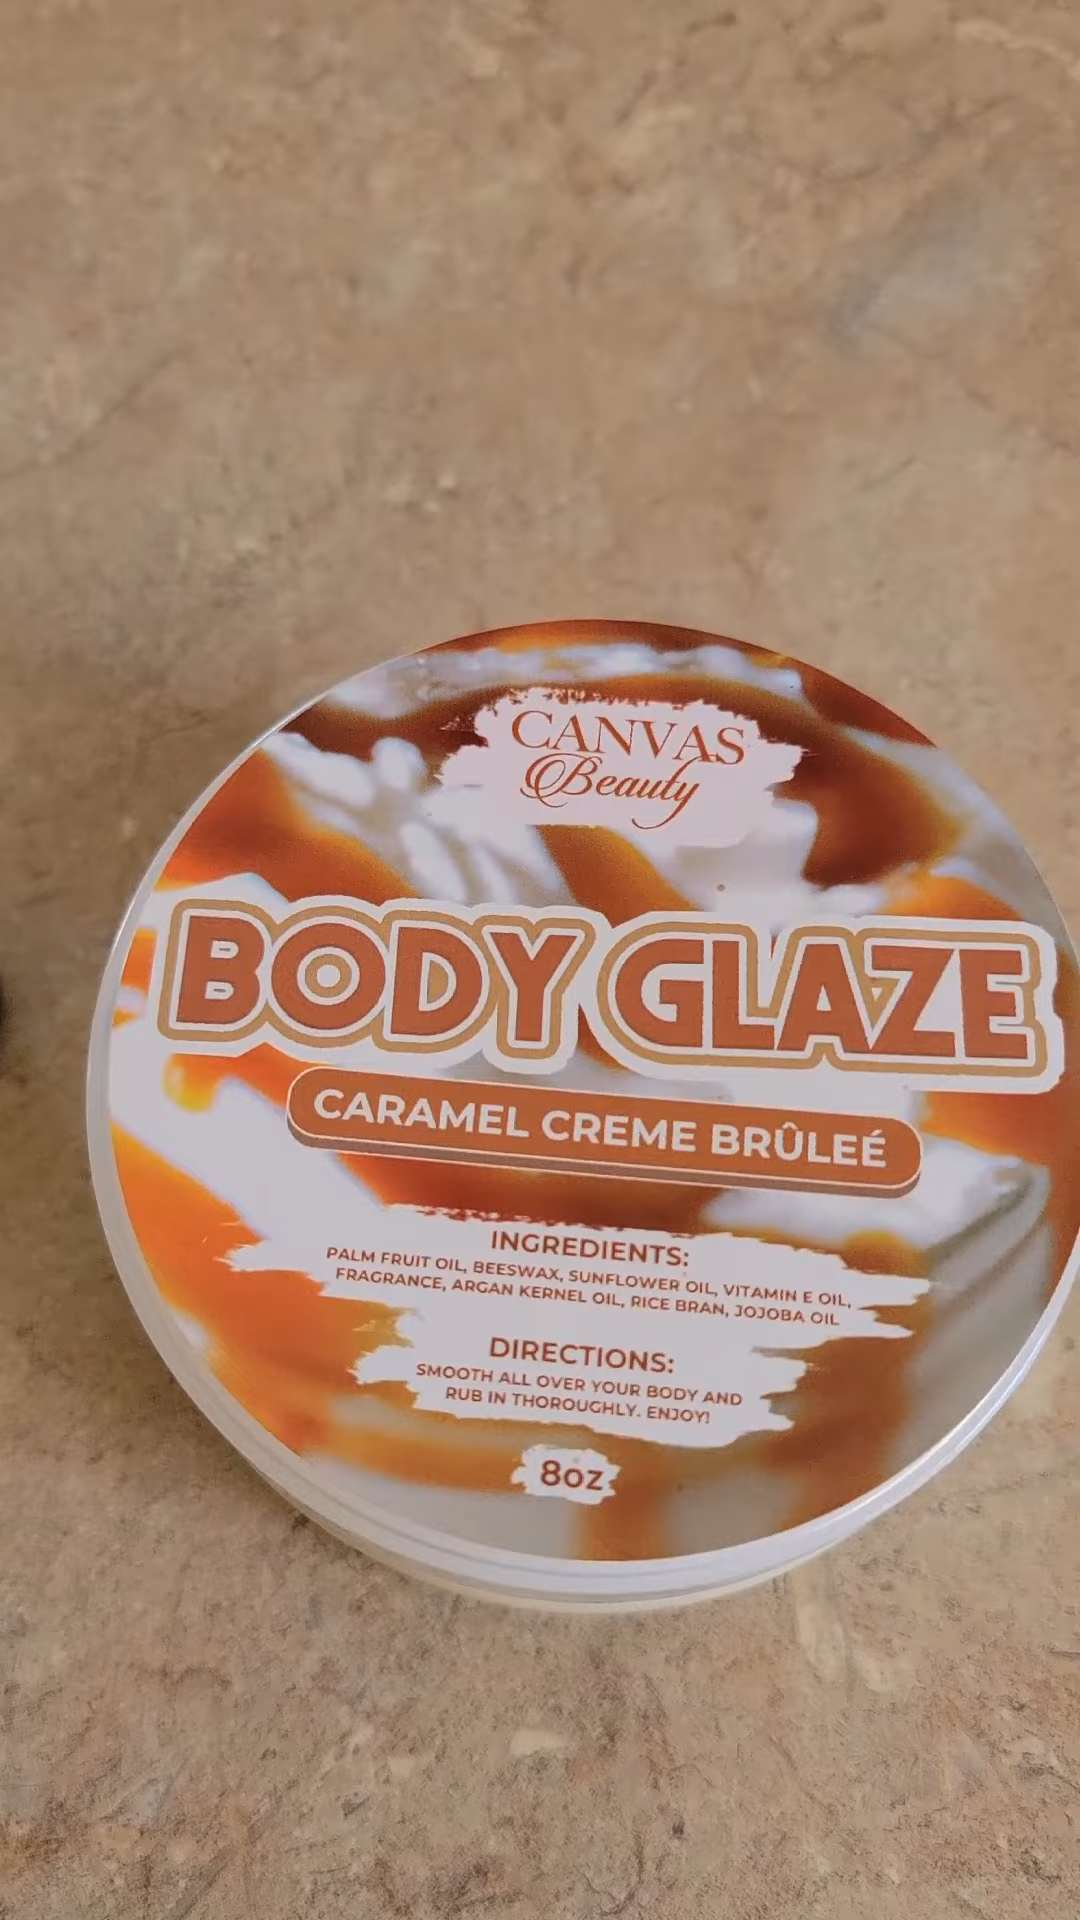 CANVAS
Beauty
BODY GLAZE
CARAMEL CREME BRÛLEÉ
INGREDIENTS:
PALM FRUIT OIL, BEESWAX, SUNFLOWER OIL, VITAMIN E OIL,
FRAGRANCE, ARGAN KERNEL OIL, RICE BRAN, JOJOBA OIL
DIRECTIONS:
SMOOTH ALL OVER YOUR BODY AND
RUB IN THOROUGHLY. ENJOY!
8oz